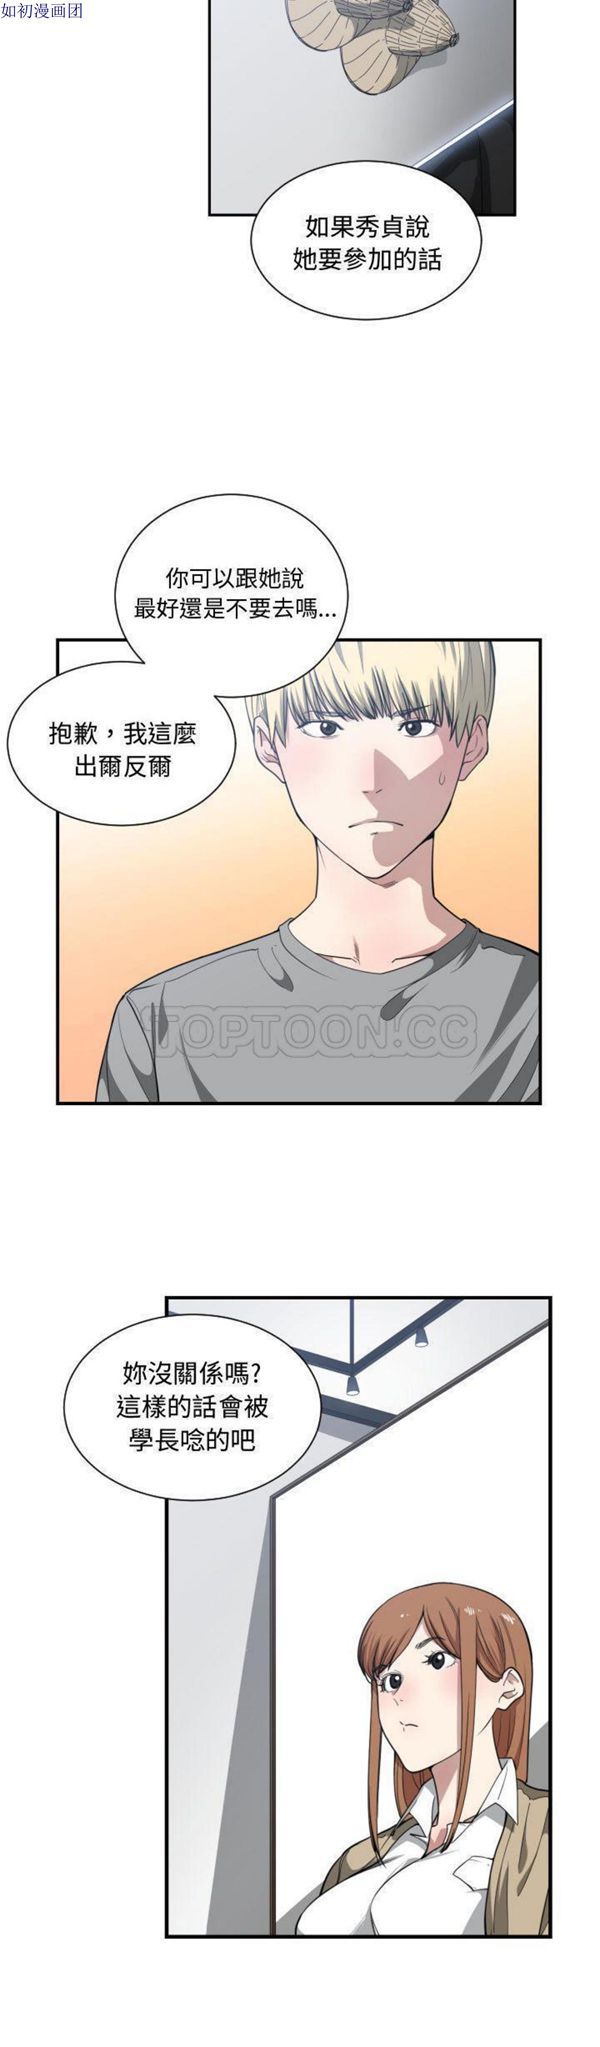 如初漫画团
如果秀貞說
她要參加的話
你可以跟她說
最好還是不要去嗎...
抱歉，我這麼
出爾反爾
TOPTOON.CC
妳沒關係嗎?
這樣的話會被
學長唸的吧